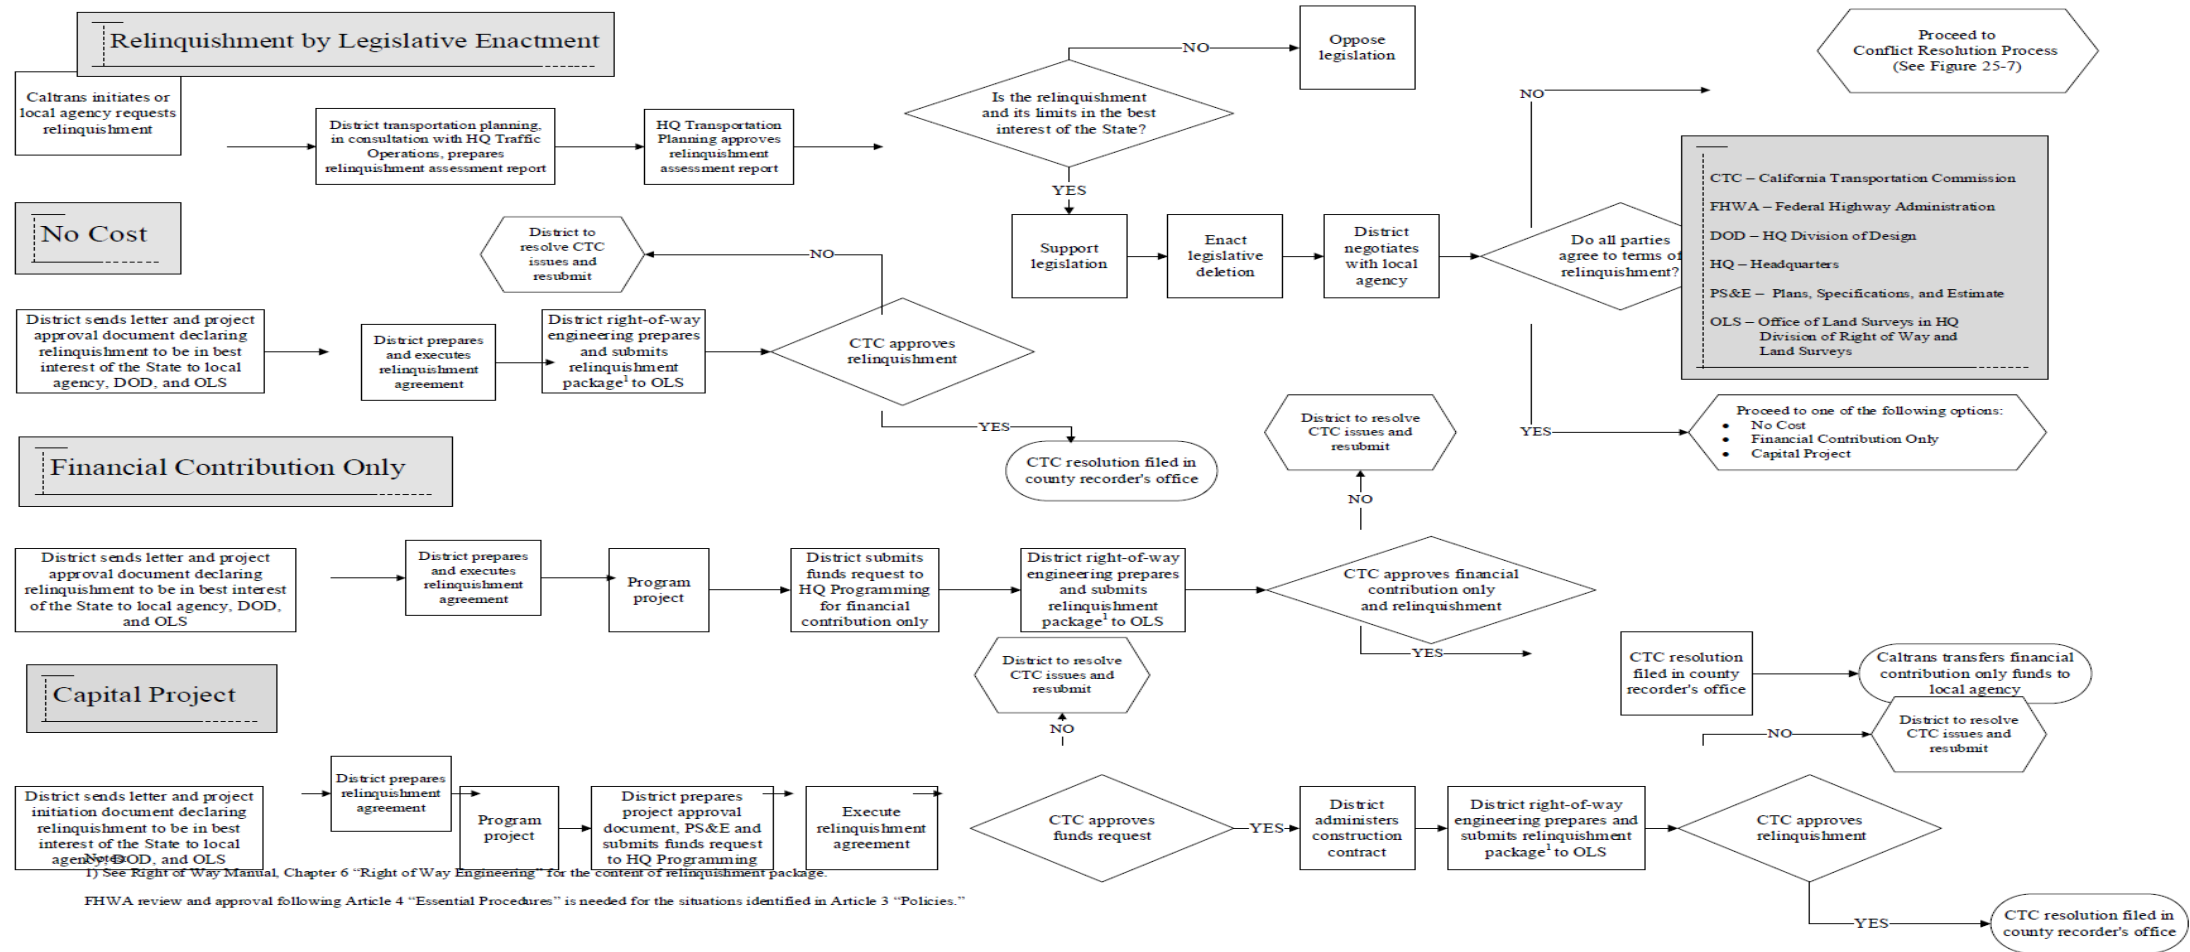 Relinquishment by Legislative Enactment
Caltrans initiates or
local agency requests
relinquishment
District transportation planning,
in consultation with HQ Traffic
Operations, prepares
relinquishment assessment report
HQ Transportation
Planning approves
relinquishment
assessment report
Is the relinquishment
and its limits in the best
interest of the State?
NO
Oppose
legislation
YES
Support
legislation
Enact
legislative
deletion
District
negotiates
with local
agency
Do all parties
agree to terms of
relinquishment?
NO
Proceed to
Conflict Resolution Process
(See Figure 25-7)
YES
Proceed to one of the following options:
• No Cost
• Financial Contribution Only
• Capital Project
CTC – California Transportation Commission
FHWA – Federal Highway Administration
DOD – HQ Division of Design
HQ – Headquarters
PS&E – Plans, Specifications, and Estimate
OLS – Office of Land Surveys in HQ
Division of Right of Way and
Land Surveys
No Cost
District sends letter and project
approval document declaring
relinquishment to be in best
interest of the State to local
agency, DOD, and OLS
District prepares
and executes
relinquishment
agreement
District right-of-way
engineering prepares
and submits
relinquishment
package¹ to OLS
CTC approves
relinquishment
NO
District to
resolve CTC
issues and
resubmit
YES
CTC resolution filed in
county recorder's office
Financial Contribution Only
District sends letter and project
approval document declaring
relinquishment to be in best interest
of the State to local agency, DOD,
and OLS
District prepares
and executes
relinquishment
agreement
Program
project
District submits
funds request to
HQ Programming
for financial
contribution only
District right-of-way
engineering prepares
and submits
relinquishment
package¹ to OLS
CTC approves financial
contribution only
and relinquishment
NO
District to resolve
CTC issues and
resubmit
YES
CTC resolution
filed in county
recorder's office
Caltrans transfers financial
contribution only funds to
local agency
Capital Project
District sends letter and project
initiation document declaring
relinquishment to be in best
interest of the State to local
agency, DOD, and OLS
District prepares
relinquishment
agreement
Program
project
District prepares
project approval
document, PS&E and
submits funds request
to HQ Programming
Execute
relinquishment
agreement
CTC approves
funds request
NO
District to resolve
CTC issues and
resubmit
YES
District
administers
construction
contract
District right-of-way
engineering prepares and
submits relinquishment
package¹ to OLS
CTC approves
relinquishment
NO
District to resolve
CTC issues and
resubmit
YES
CTC resolution filed in
county recorder's office
Notes:
1) See Right of Way Manual, Chapter 6 “Right of Way Engineering” for the content of relinquishment package.
FHWA review and approval following Article 4 “Essential Procedures” is needed for the situations identified in Article 3 “Policies.”